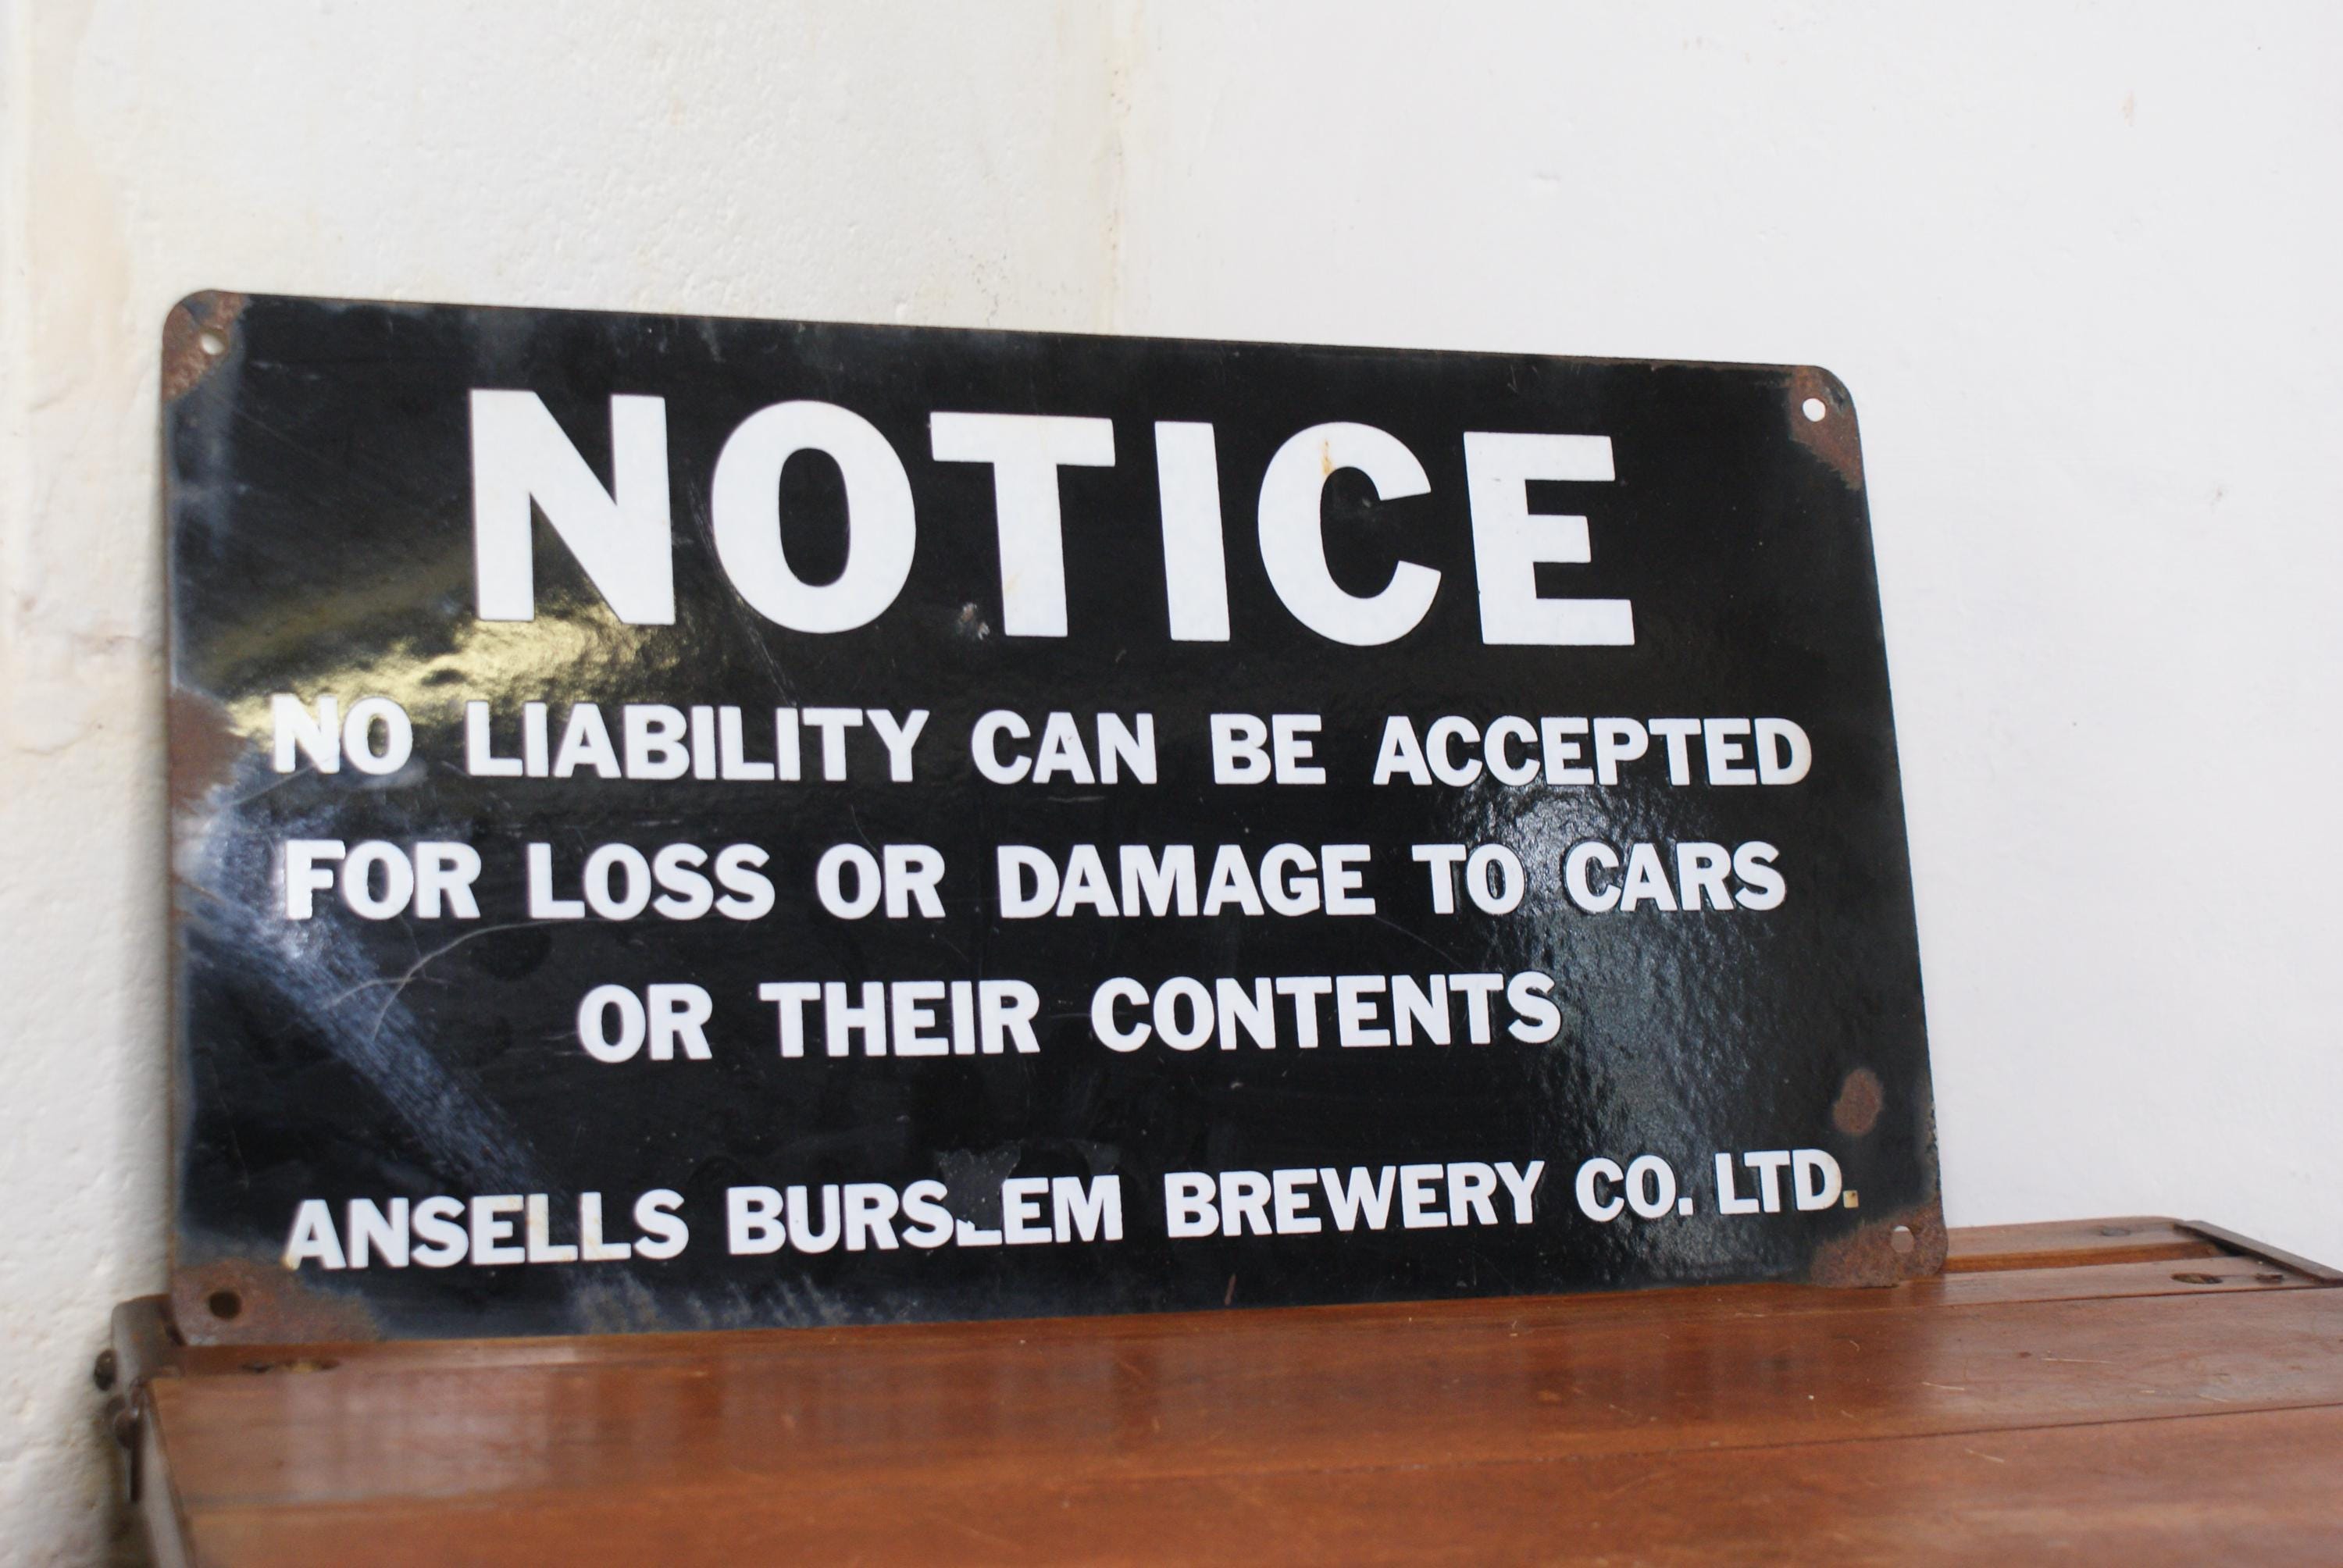 NOTICE
NO LIABILITY CAN BE ACCEPTED
FOR LOSS OR DAMAGE TO CARS
OR THEIR CONTENTS
ANSELLS BURSLEM BREWERY CO. LTD.